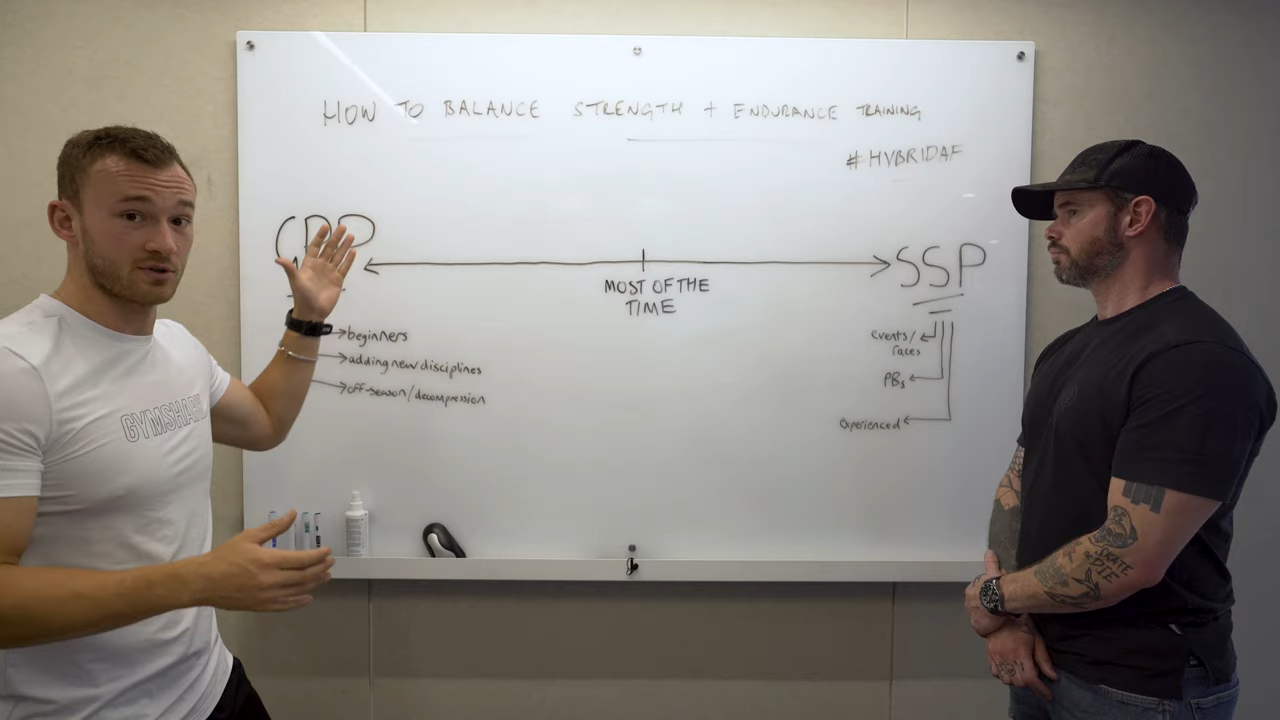 HOW TO BALANCE STRENGTH + ENDURANCE TRAINING
#HYBRIDAF
SSP
MOST OF THE
TIME
beginners
adding new disciplines
off-season/decompression
events/
races
PBs
experienced
GYMSHARK
SKATE
OR DIE